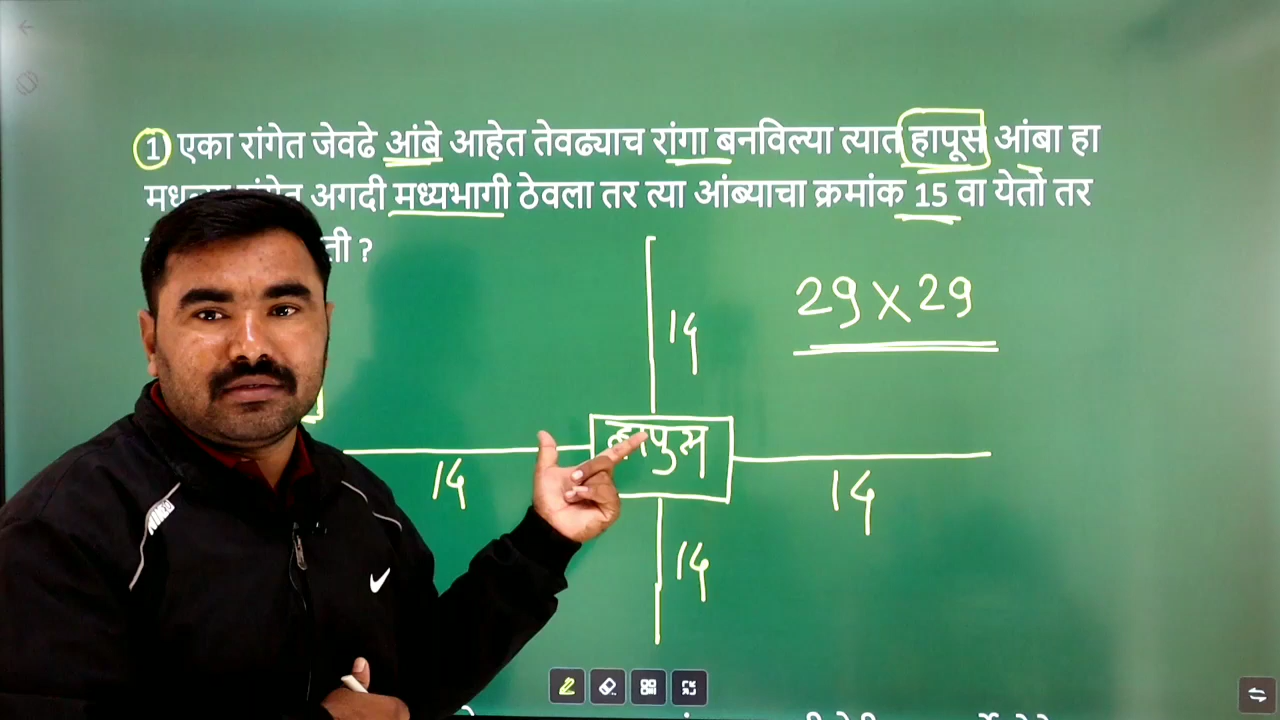 1) एका रांगेत जेवढे आंबे आहेत तेवढ्याच रांगा बनविल्या त्यात हापूस आंबा हा
अगदी मध्यभागी ठेवला तर त्या आंब्याचा क्रमांक 15 वा येतो तर
?
29 × 29
14
हापुस
14
14
14